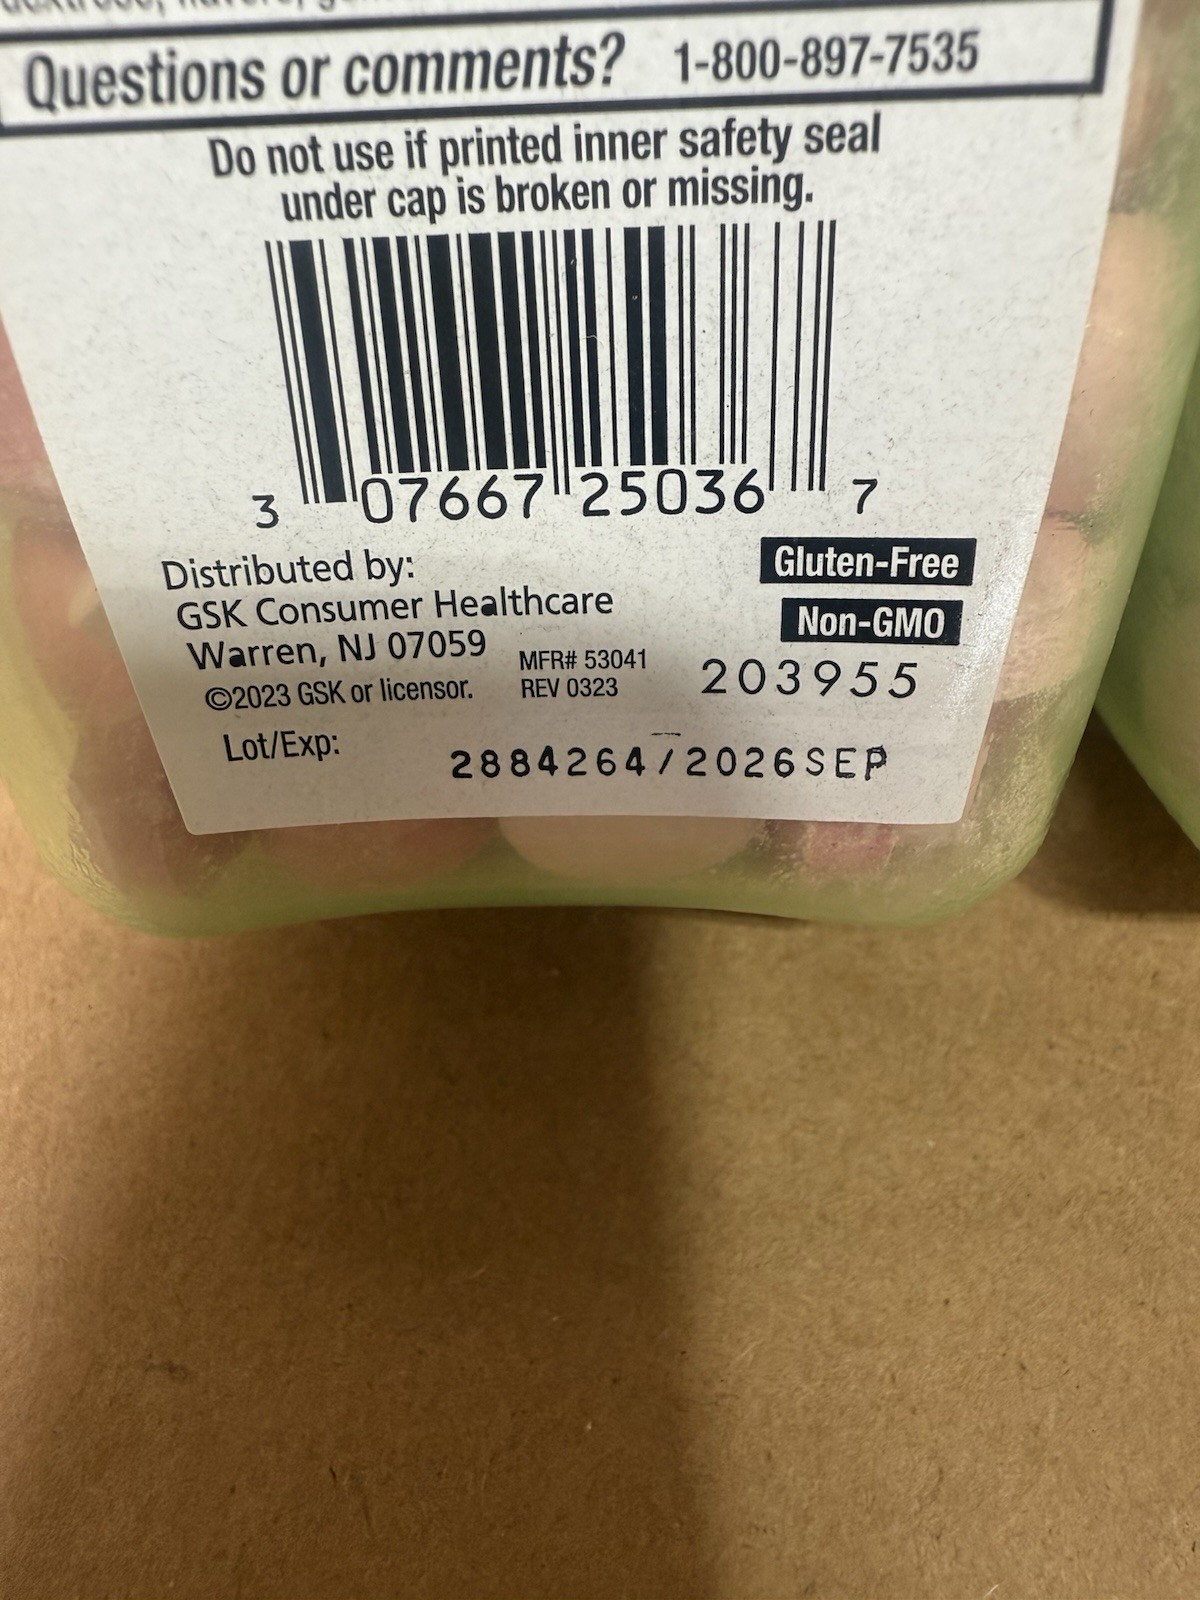 Questions or comments? 1-800-897-7535
Do not use if printed inner safety seal
under cap is broken or missing.
3 07667 25036 7
Distributed by:
GSK Consumer Healthcare
Warren, NJ 07059
©2023 GSK or licensor.
MFR# 53041
REV 0323
Gluten-Free
Non-GMO
203955
Lot/Exp: 2884264/2026SEP